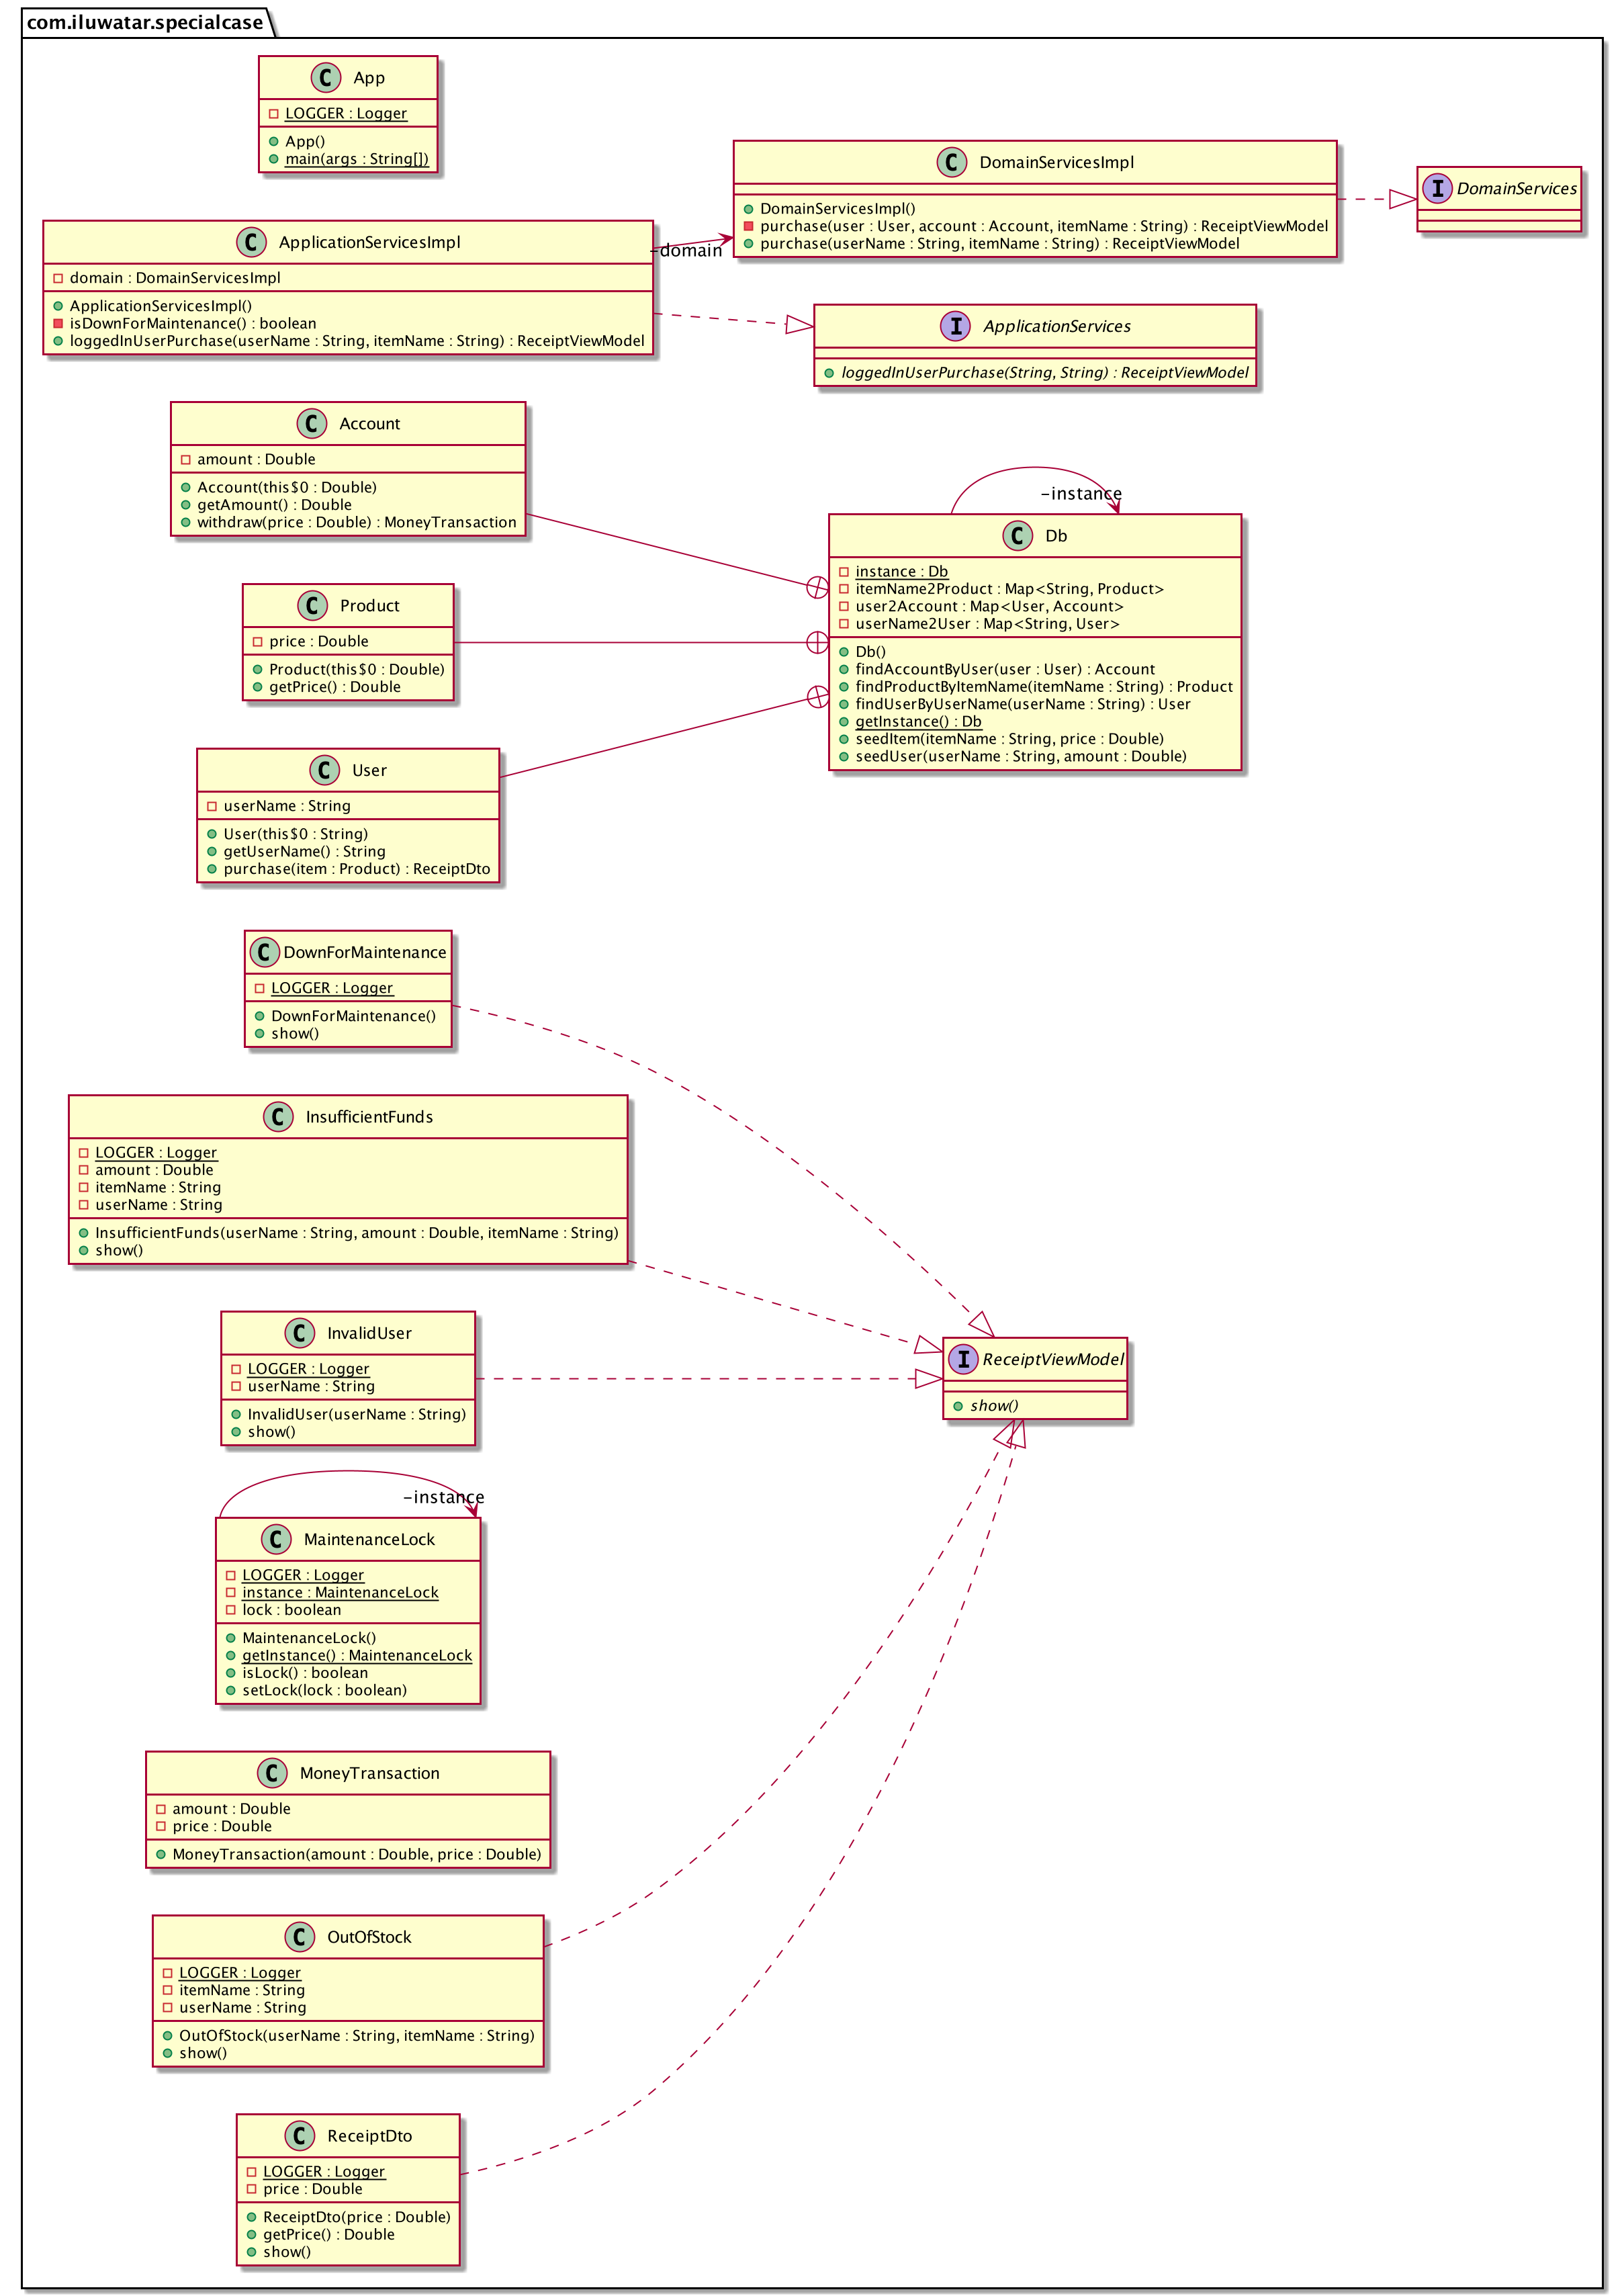 com.iluwatar.specialcase
C App
LOGGER : Logger
App()
main(args : String[])
C DomainServicesImpl
DomainServicesImpl()
purchase(user : User, account : Account, itemName : String) : ReceiptViewModel
purchase(userName : String, itemName : String) : ReceiptViewModel
I DomainServices
C ApplicationServicesImpl
domain : DomainServicesImpl
ApplicationServicesImpl()
isDownForMaintenance() : boolean
loggedInUserPurchase(userName : String, itemName : String) : ReceiptViewModel
-domain
I ApplicationServices
loggedInUserPurchase(String, String) : ReceiptViewModel
C Account
amount : Double
Account(this$0 : Double)
getAmount() : Double
withdraw(price : Double) : MoneyTransaction
-instance
C Db
instance : Db
itemName2Product : Map<String, Product>
user2Account : Map<User, Account>
userName2User : Map<String, User>
Db()
findAccountByUser(user : User) : Account
findProductByItemName(itemName : String) : Product
findUserByUserName(userName : String) : User
getInstance() : Db
seedItem(itemName : String, price : Double)
seedUser(userName : String, amount : Double)
C Product
price : Double
Product(this$0 : Double)
getPrice() : Double
C User
userName : String
User(this$0 : String)
getUserName() : String
purchase(item : Product) : ReceiptDto
C DownForMaintenance
LOGGER : Logger
DownForMaintenance()
show()
C InsufficientFunds
LOGGER : Logger
amount : Double
itemName : String
userName : String
InsufficientFunds(userName : String, amount : Double, itemName : String)
show()
C InvalidUser
LOGGER : Logger
userName : String
InvalidUser(userName : String)
show()
I ReceiptViewModel
show()
-instance
C MaintenanceLock
LOGGER : Logger
instance : MaintenanceLock
lock : boolean
MaintenanceLock()
getInstance() : MaintenanceLock
isLock() : boolean
setLock(lock : boolean)
C MoneyTransaction
amount : Double
price : Double
MoneyTransaction(amount : Double, price : Double)
C OutOfStock
LOGGER : Logger
itemName : String
userName : String
OutOfStock(userName : String, itemName : String)
show()
C ReceiptDto
LOGGER : Logger
price : Double
ReceiptDto(price : Double)
getPrice() : Double
show()